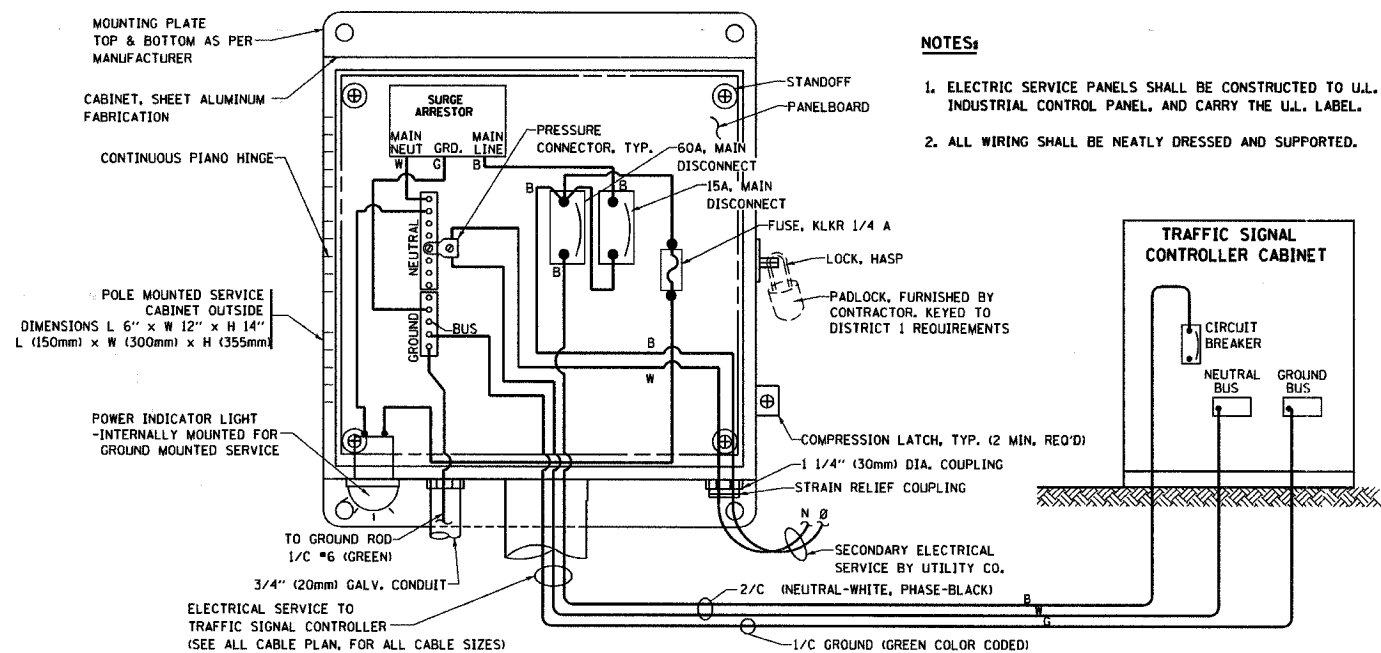 MOUNTING PLATE
TOP & BOTTOM AS PER
MANUFACTURER
CABINET, SHEET ALUMINUM
FABRICATION
CONTINUOUS PIANO HINGE
POLE MOUNTED SERVICE
CABINET OUTSIDE
DIMENSIONS L 6" x W 12" x H 14"
L (150mm) x W (300mm) x H (355mm)
POWER INDICATOR LIGHT
-INTERNALLY MOUNTED FOR
GROUND MOUNTED SERVICE
TO GROUND ROD
1/C #6 (GREEN)
3/4" (20mm) GALV. CONDUIT
ELECTRICAL SERVICE TO
TRAFFIC SIGNAL CONTROLLER
(SEE ALL CABLE PLAN, FOR ALL CABLE SIZES)
SURGE
ARRESTOR
MAIN
NEUT
GRD.
MAIN
LINE
W
G
B
NEUTRAL
GROUND
BUS
PRESSURE
CONNECTOR, TYP.
60A, MAIN
DISCONNECT
15A, MAIN
DISCONNECT
B
B
B
B
W
STANDOFF
PANELBOARD
FUSE, KLKR 1/4 A
LOCK, HASP
PADLOCK, FURNISHED BY
CONTRACTOR. KEYED TO
DISTRICT 1 REQUIREMENTS
COMPRESSION LATCH, TYP. (2 MIN. REQ'D)
1 1/4" (30mm) DIA. COUPLING
STRAIN RELIEF COUPLING
N Ø
SECONDARY ELECTRICAL
SERVICE BY UTILITY CO.
2/C (NEUTRAL-WHITE, PHASE-BLACK)
B
W
G
1/C GROUND (GREEN COLOR CODED)
NOTES:
1. ELECTRIC SERVICE PANELS SHALL BE CONSTRUCTED TO U.L.
INDUSTRIAL CONTROL PANEL. AND CARRY THE U.L. LABEL.
2. ALL WIRING SHALL BE NEATLY DRESSED AND SUPPORTED.
TRAFFIC SIGNAL
CONTROLLER CABINET
CIRCUIT
BREAKER
NEUTRAL
BUS
GROUND
BUS